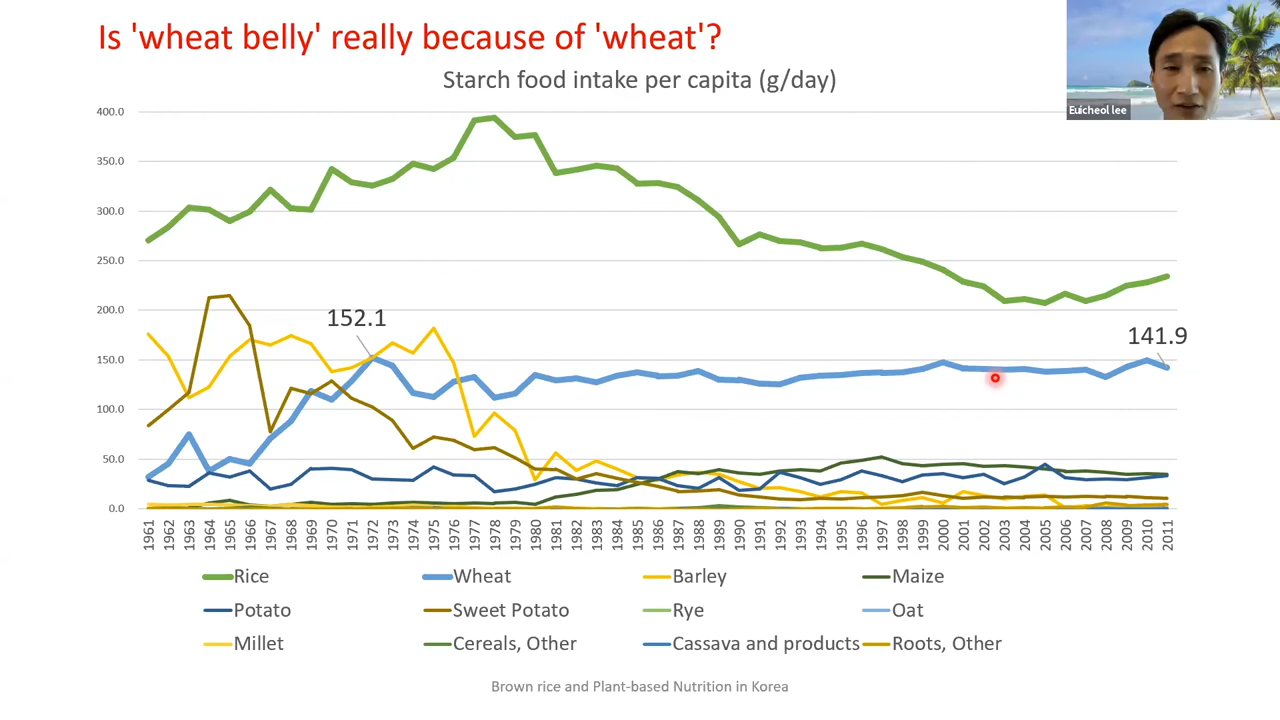 Is 'wheat belly' really because of 'wheat'?
Euicheol lee
Starch food intake per capita (g/day)
400.0
350.0
300.0
250.0
200.0
150.0
100.0
50.0
0.0
152.1
141.9
1961 1962 1963 1964 1965 1966 1967 1968 1969 1970 1971 1972 1973 1974 1975 1976 1977 1978 1979 1980 1981 1982 1983 1984 1985 1986 1987 1988 1989 1990 1991 1992 1993 1994 1995 1996 1997 1998 1999 2000 2001 2002 2003 2004 2005 2006 2007 2008 2009 2010 2011
Rice Wheat Barley Maize
Potato Sweet Potato Rye Oat
Millet Cereals, Other Cassava and products Roots, Other
Brown rice and Plant-based Nutrition in Korea